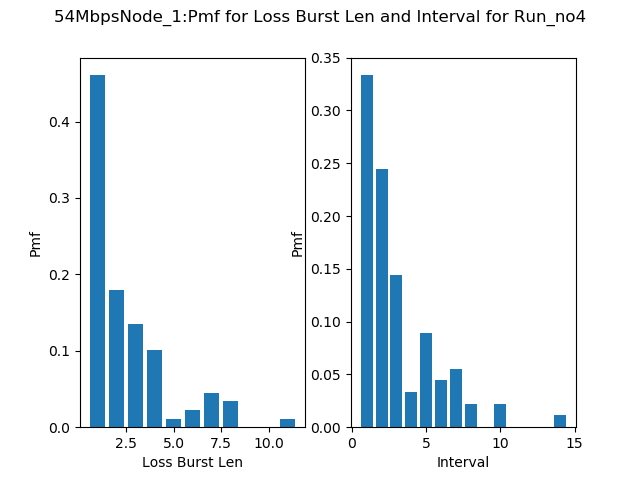 54MbpsNode_1:Pmf for Loss Burst Len and Interval for Run_no4
Pmf
0.4
0.3
0.2
0.1
0.0
2.5 5.0 7.5 10.0
Loss Burst Len
Pmf
0.35
0.30
0.25
0.20
0.15
0.10
0.05
0.00
0 5 10 15
Interval